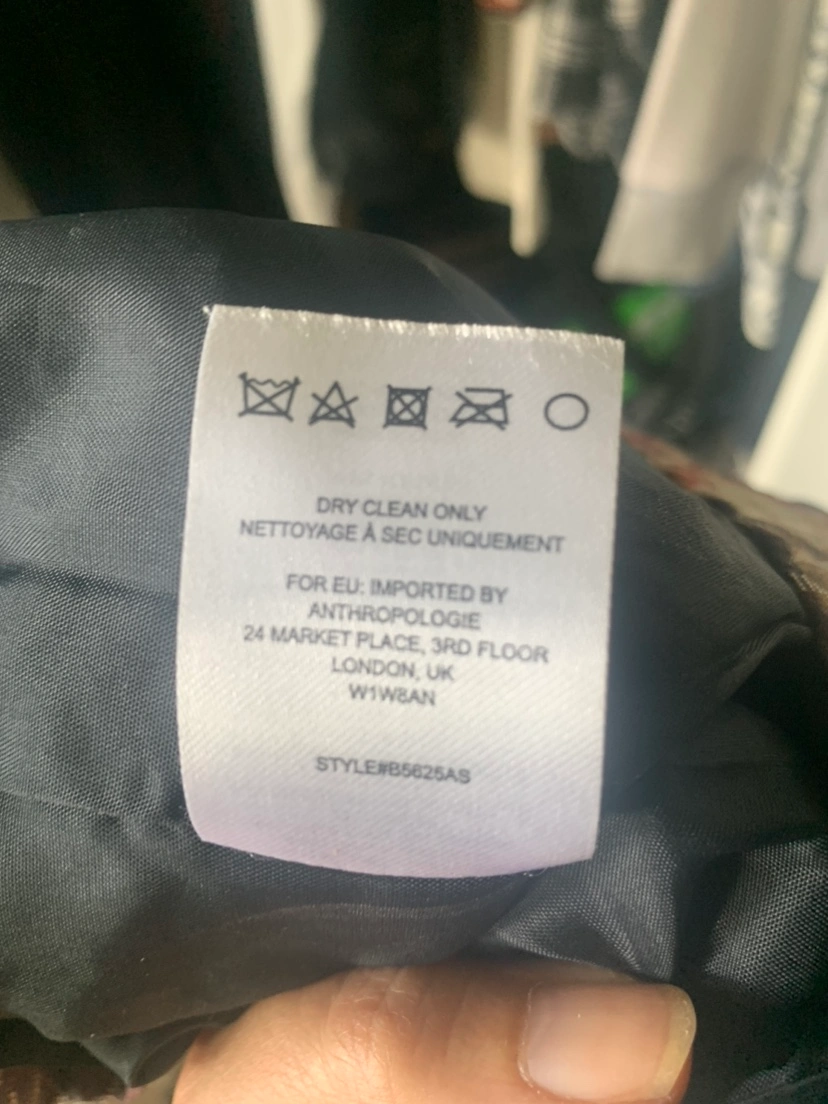 DRY CLEAN ONLY
NETTOYAGE À SEC UNIQUEMENT
FOR EU: IMPORTED BY
ANTHROPOLOGIE
24 MARKET PLACE, 3RD FLOOR
LONDON, UK
W1W8AN
STYLE#B5625AS